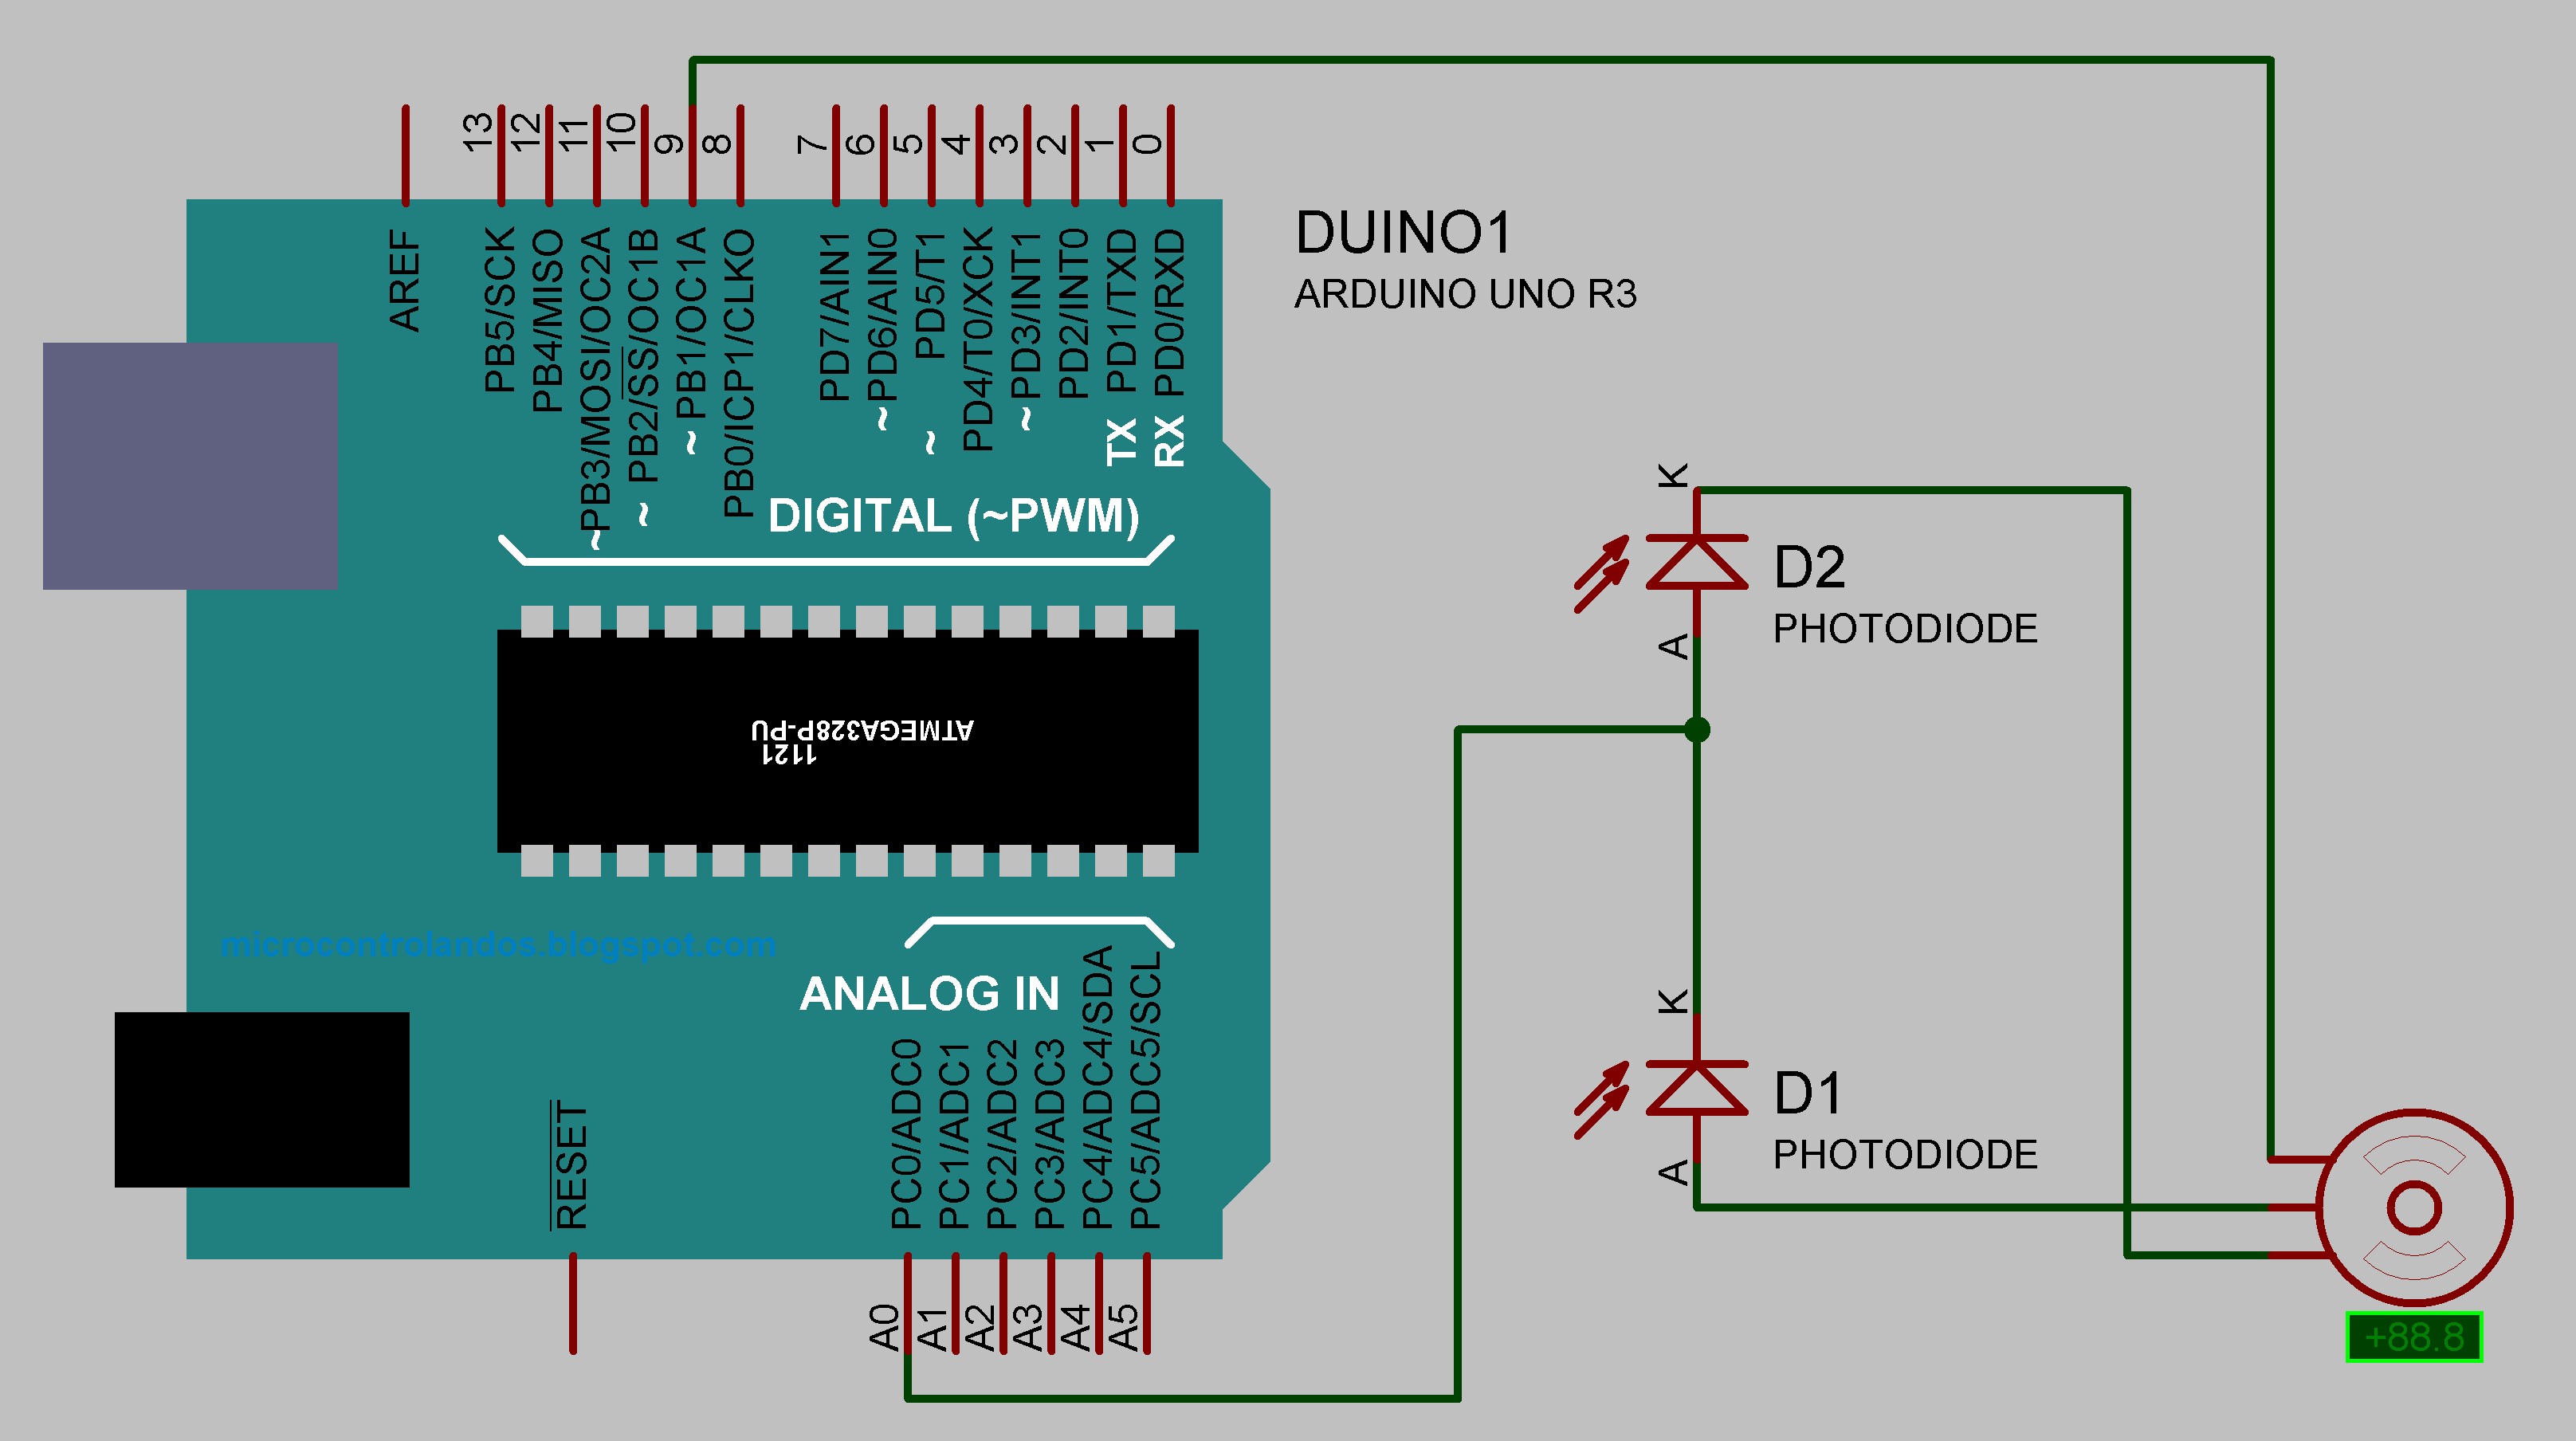 13
12
11
10
9
8
7
6
5
4
3
2
1
0
AREF
PB5/SCK
PB4/MISO
~PB3/MOSI/OC2A
~ PB2/SS/OC1B
~ PB1/OC1A
PB0/ICP1/CLKO
PD7/AIN1
~ PD6/AIN0
~ PD5/T1
PD4/T0/XCK
~ PD3/INT1
PD2/INT0
TX PD1/TXD
RX PD0/RXD
DIGITAL (~PWM)
DUINO1
ARDUINO UNO R3
ATMEGA328P-PU
1121
microcontrolandos.blogspot.com
ANALOG IN
RESET
PC0/ADC0
PC1/ADC1
PC2/ADC2
PC3/ADC3
PC4/ADC4/SDA
PC5/ADC5/SCL
A0
A1
A2
A3
A4
A5
K
D2
PHOTODIODE
A
K
D1
PHOTODIODE
A
+88.8